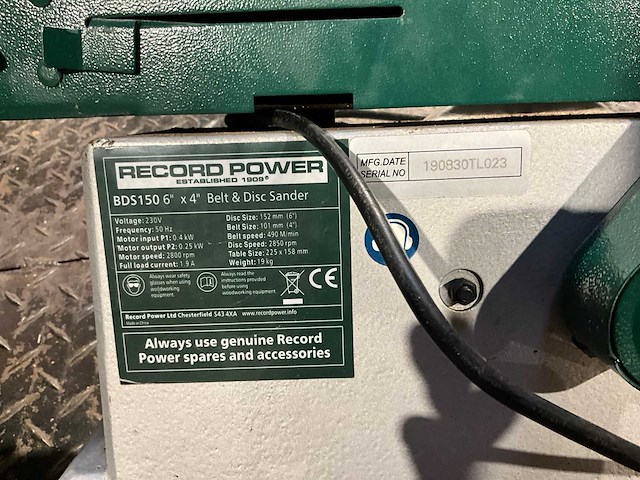 RECORD POWER
ESTABLISHED 1909®
BDS150 6" x 4" Belt & Disc Sander
Voltage: 230V
Frequency: 50 Hz
Motor input P1: 0.4 kW
Motor output P2: 0.25 kW
Motor speed: 2800 rpm
Full load current: 1.9 A
Disc Size: 152 mm (6")
Belt Size: 101 mm (4")
Belt speed: 490 M/min
Disc Speed: 2850 rpm
Table Size: 225 x 158 mm
Weight: 19 kg
Always wear safety
glasses when using
woodworking
equipment.
Always read the
instructions provided
before using
woodworking equipment.
CE
Record Power Ltd Chesterfield S43 4XA www.recordpower.info
Made in China
Always use genuine Record
Power spares and accessories
MFG.DATE
SERIAL NO
190830TL023